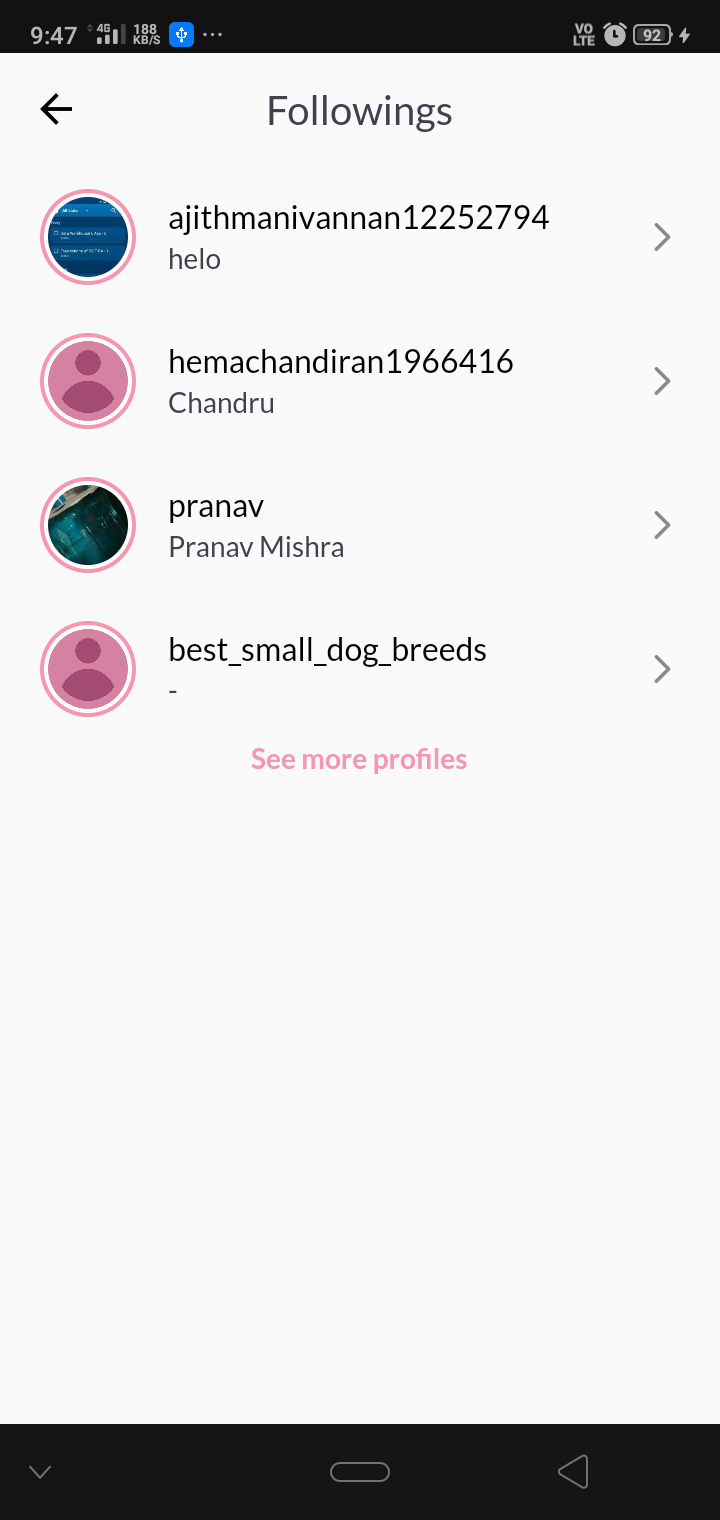 9:47 4G 188 KB/S ... VO LTE 92
Followings
ajithmanivannan12252794
helo
hemachandiran1966416
Chandru
pranav
Pranav Mishra
best_small_dog_breeds
-
See more profiles